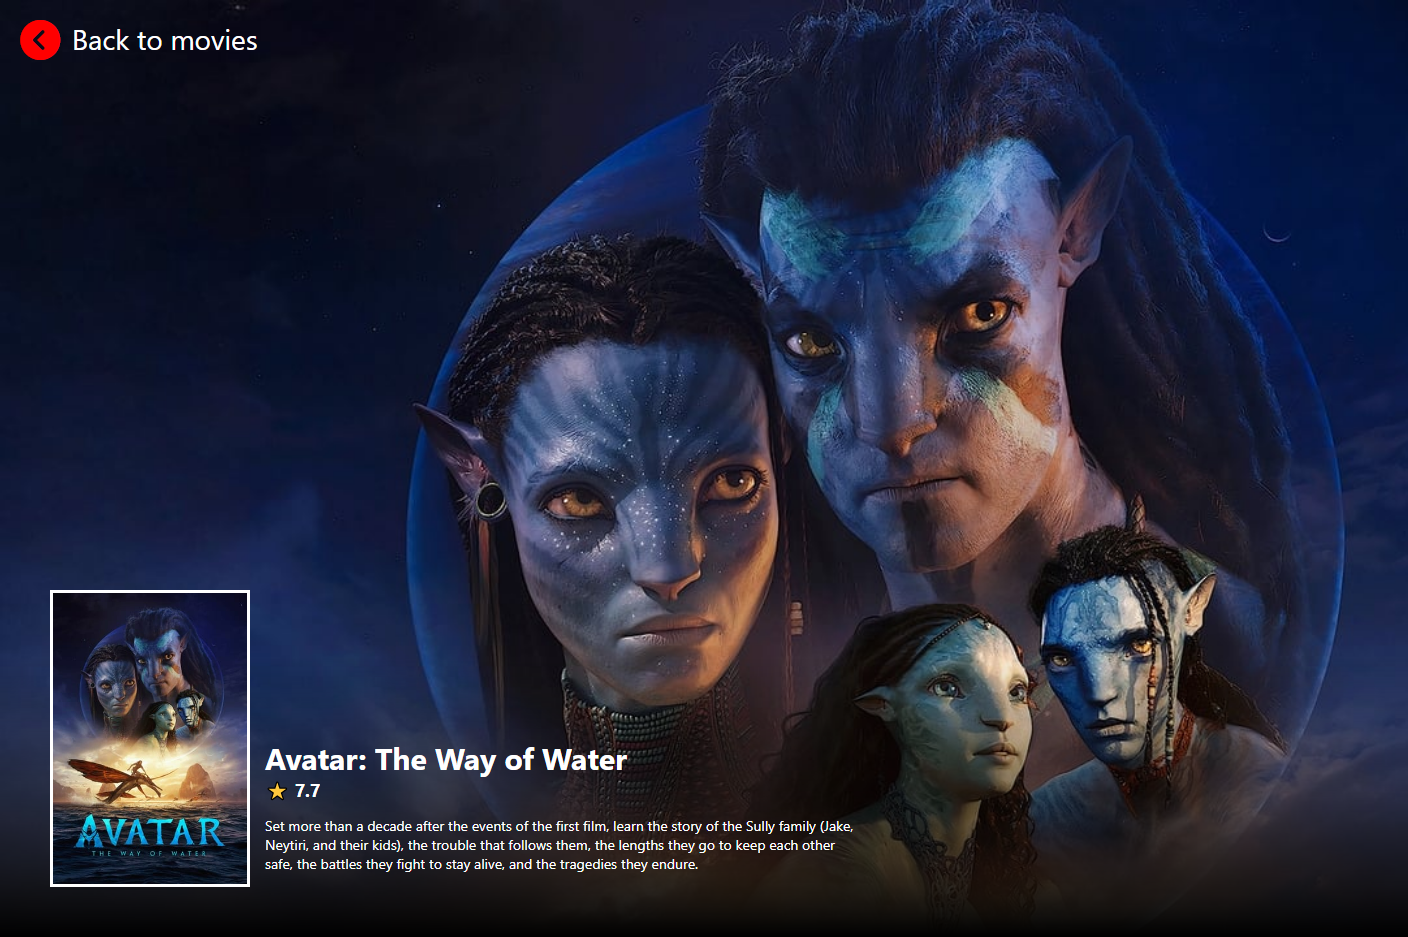 Back to movies
Avatar: The Way of Water
7.7
Set more than a decade after the events of the first film, learn the story of the Sully family (Jake,
Neytiri, and their kids), the trouble that follows them, the lengths they go to keep each other
safe, the battles they fight to stay alive, and the tragedies they endure.
AVATAR
THE WAY OF WATER